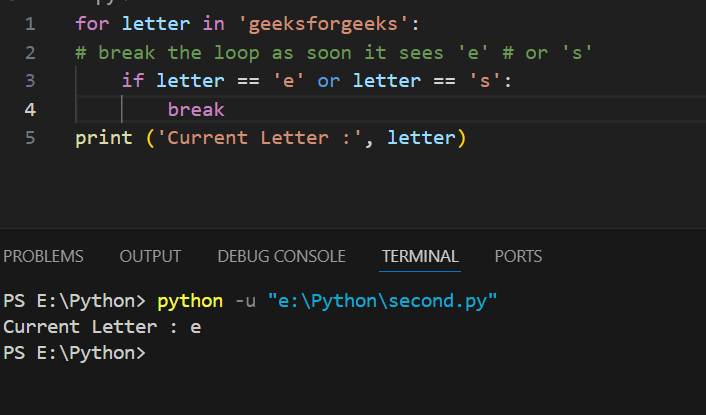 1 for letter in 'geeksforgeeks':
2 # break the loop as soon it sees 'e' # or 's'
3     if letter == 'e' or letter == 's':
4         break
5 print ('Current Letter :', letter)
PROBLEMS OUTPUT DEBUG CONSOLE TERMINAL PORTS
PS E:\Python> python -u "e:\Python\second.py"
Current Letter : e
PS E:\Python>